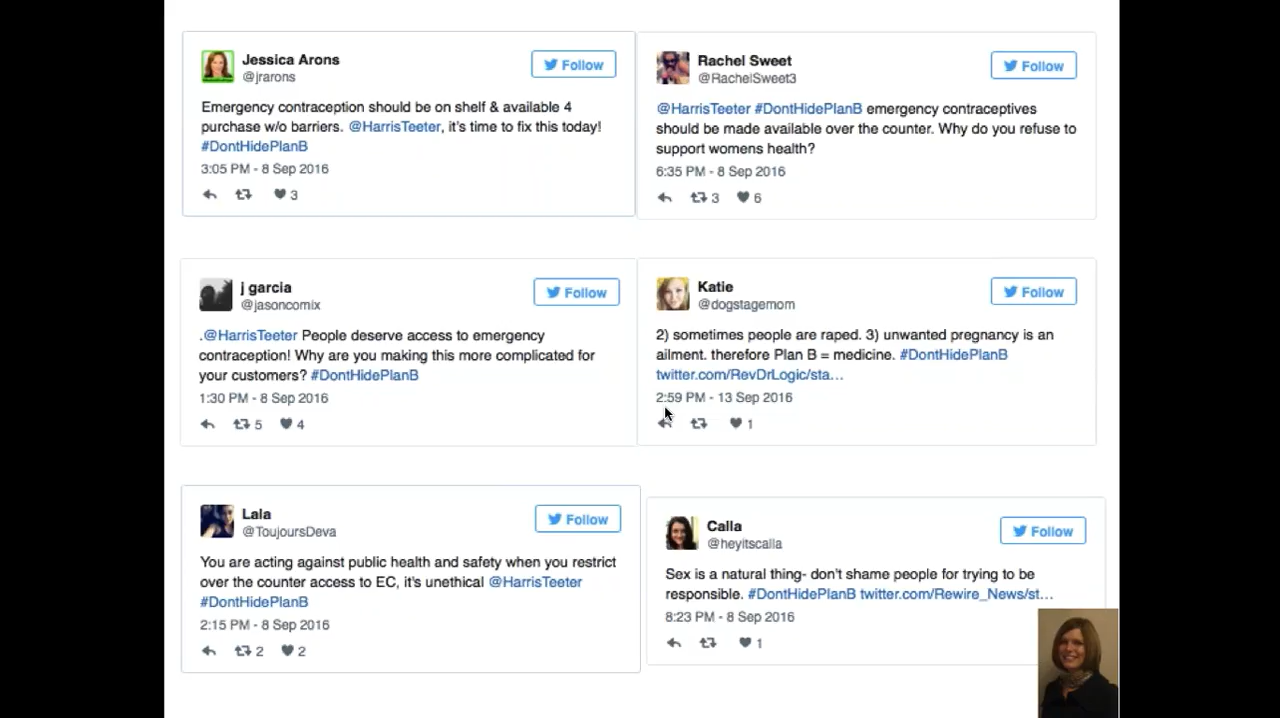 Jessica Arons
@jrarons
Follow
Emergency contraception should be on shelf & available 4
purchase w/o barriers. @HarrisTeeter, it's time to fix this today!
#DontHidePlanB
3:05 PM - 8 Sep 2016
3
Rachel Sweet
@RachelSweet3
Follow
@HarrisTeeter #DontHidePlanB emergency contraceptives
should be made available over the counter. Why do you refuse to
support womens health?
6:35 PM - 8 Sep 2016
3 6
j garcia
@jasoncomix
Follow
.@HarrisTeeter People deserve access to emergency
contraception! Why are you making this more complicated for
your customers? #DontHidePlanB
1:30 PM - 8 Sep 2016
5 4
Katie
@dogstagemom
Follow
2) sometimes people are raped. 3) unwanted pregnancy is an
ailment. therefore Plan B = medicine. #DontHidePlanB
twitter.com/RevDrLogic/sta...
2:59 PM - 13 Sep 2016
1
Lala
@ToujoursDeva
Follow
You are acting against public health and safety when you restrict
over the counter access to EC, it's unethical @HarrisTeeter
#DontHidePlanB
2:15 PM - 8 Sep 2016
2 2
Calla
@heyitscalla
Follow
Sex is a natural thing- don't shame people for trying to be
responsible. #DontHidePlanB twitter.com/Rewire_News/st...
8:23 PM - 8 Sep 2016
1